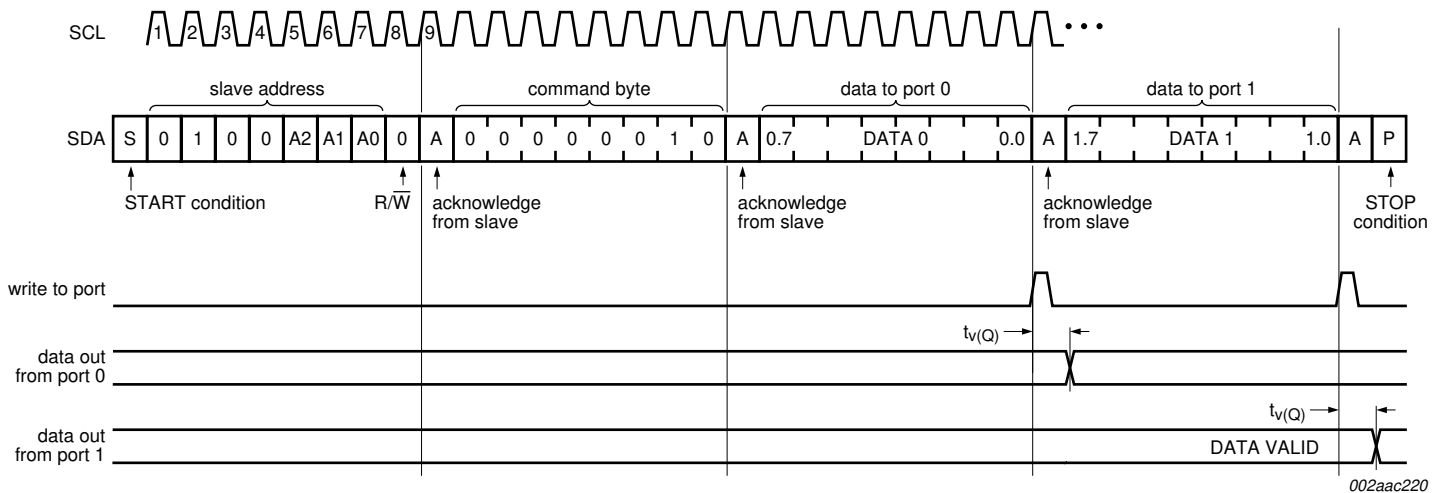 SCL 1 2 3 4 5 6 7 8 9 • • •
slave address command byte data to port 0 data to port 1
SDA S 0 1 0 0 A2 A1 A0 0 A 0 0 0 0 0 0 1 0 A 0.7 DATA 0 0.0 A 1.7 DATA 1 1.0 A P
START condition R/W̅ acknowledge acknowledge acknowledge STOP
from slave from slave from slave condition
write to port
tv(Q)
data out
from port 0
tv(Q)
data out
from port 1 DATA VALID
002aac220